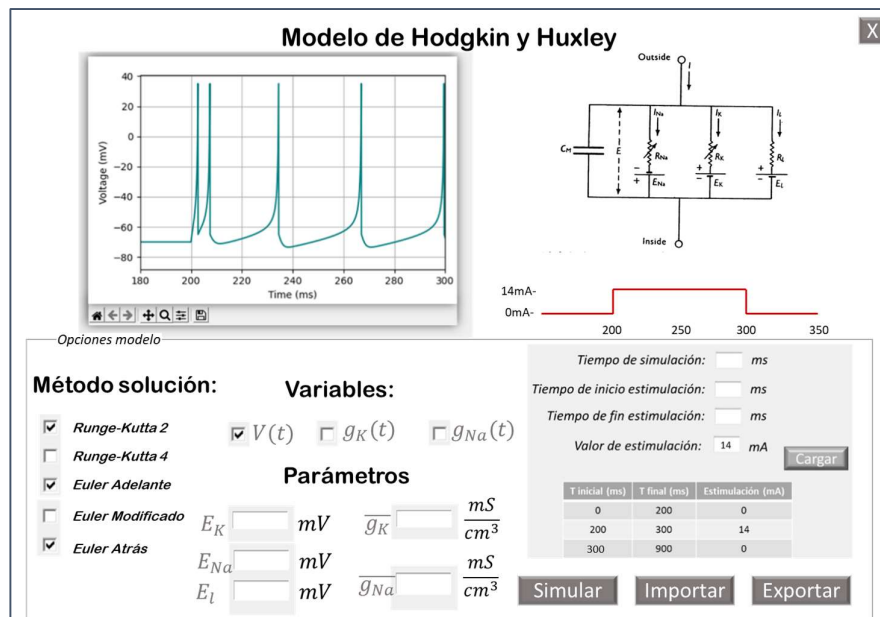 Modelo de Hodgkin y Huxley
X
40
20
0
−20
−40
−60
−80
Voltage (mV)
180 200 220 240 260 280 300
Time (ms)
Outside
I
I_Na I_K I_L
C_M E R_Na R_K R_L
− + +
+ − −
E_Na E_K E_L
Inside
14mA-
0mA-
200 250 300 350
Opciones modelo
Método solución:
Runge-Kutta 2
Runge-Kutta 4
Euler Adelante
Euler Modificado
Euler Atrás
Variables:
V(t) g_K(t) g_Na(t)
Parámetros
E_K mV
E_Na mV
E_l mV
g_K mS/cm³
g_Na mS/cm³
Tiempo de simulación: ms
Tiempo de inicio estimulación: ms
Tiempo de fin estimulación: ms
Valor de estimulación: 14 mA
Cargar
T inicial (ms) T final (ms) Estimulación (mA)
0 200 0
200 300 14
300 900 0
Simular Importar Exportar